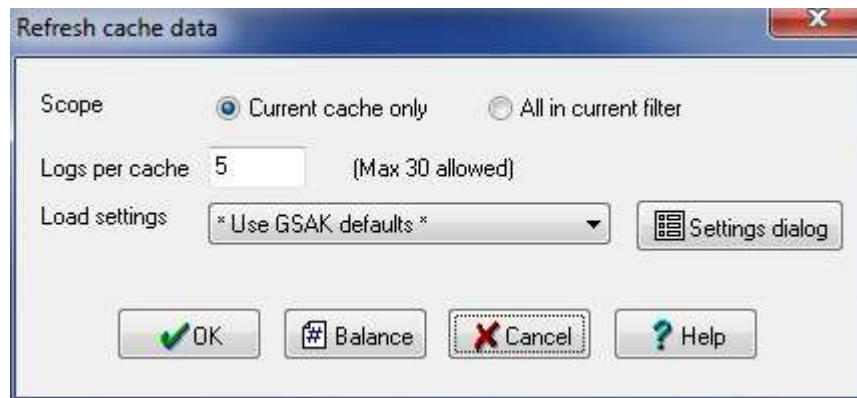 Refresh cache data
x
Scope Current cache only All in current filter
Logs per cache 5 (Max 30 allowed)
Load settings * Use GSAK defaults * Settings dialog
OK # Balance Cancel ? Help